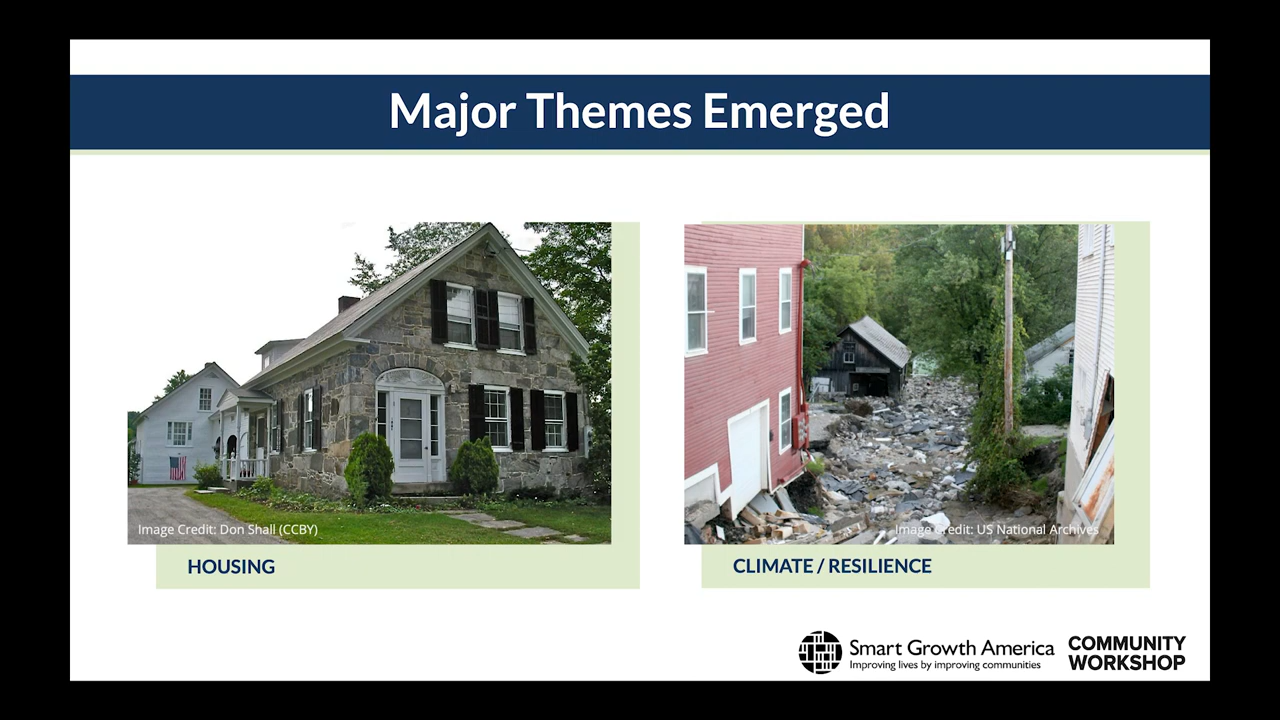 Major Themes Emerged
Image Credit: Don Shall (CCBY)
HOUSING
Image Credit: US National Archives
CLIMATE / RESILIENCE
Smart Growth America
Improving lives by improving communities
COMMUNITY
WORKSHOP